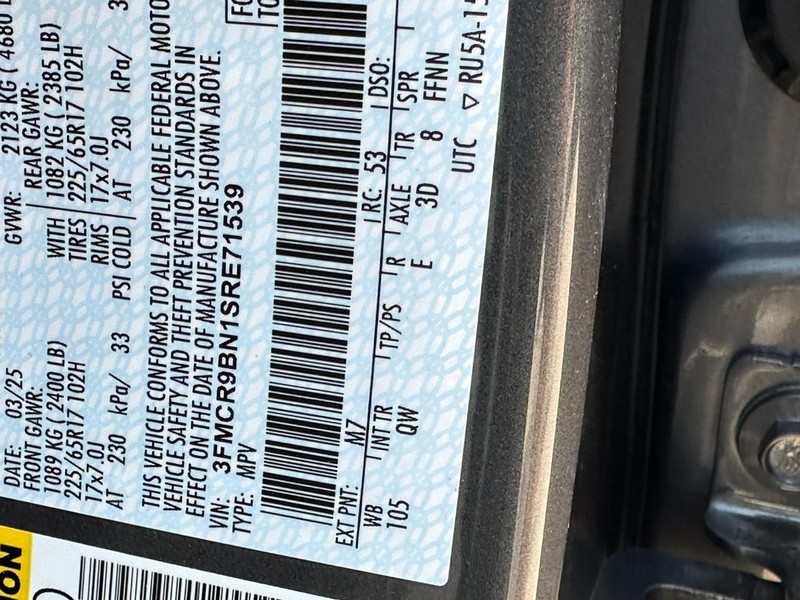 DATE: 03/25 GVWR: 2123 KG ( 4680 L
FRONT GAWR: REAR GAWR:
1089 KG ( 2400 LB) WITH 1082 KG ( 2385 LB)
225/65R17 102H TIRES 225/65R17 102H
17x7.0J RIMS 17x7.0J
AT 230 kPa/ 33 PSI COLD AT 230 kPa/ 3
THIS VEHICLE CONFORMS TO ALL APPLICABLE FEDERAL MOTO
VEHICLE SAFETY AND THEFT PREVENTION STANDARDS IN
EFFECT ON THE DATE OF MANUFACTURE SHOWN ABOVE.
VIN: 3FMCR9BN1SRE71539
TYPE: MPV
EXT PNT: M7 RC: 53 DSO:
WB INT TR TP/PS R AXLE TR SPR
105 QW E 3D 8 FFNN
UTC ▽ RU5A-15
ION